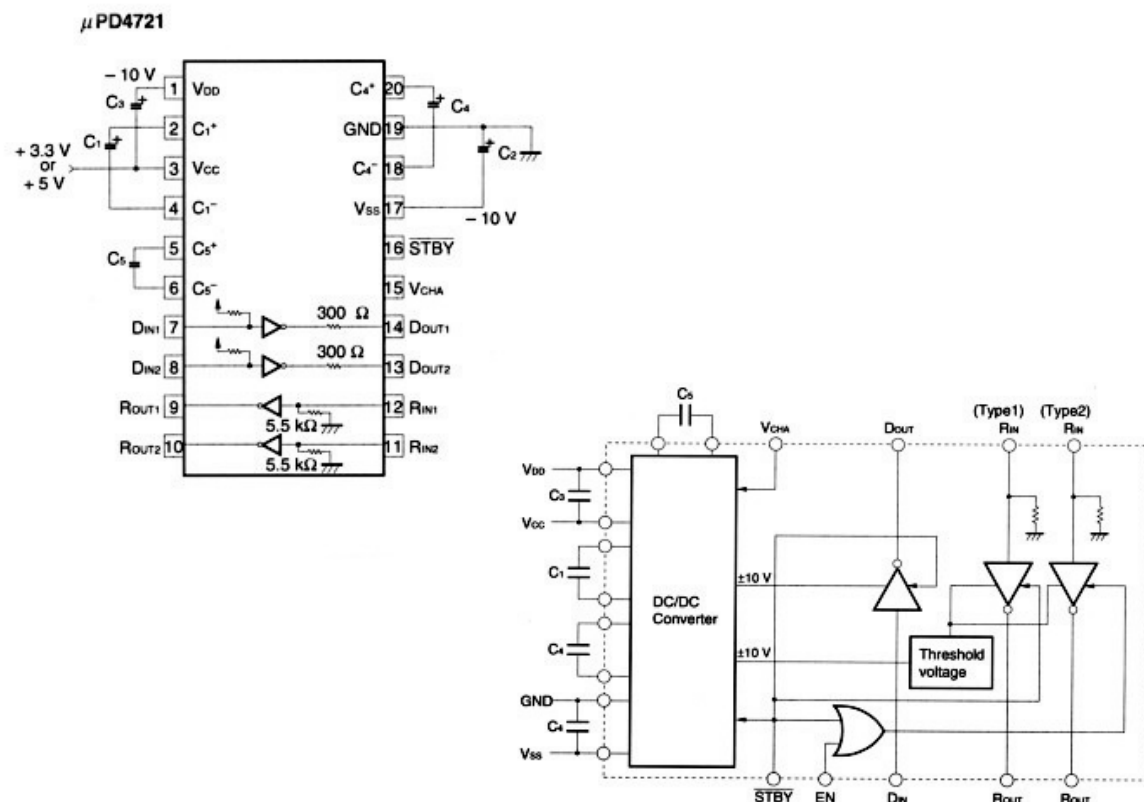 μPD4721
– 10 V
1 VDD
C4+ 20
C3
C4
2 C1+
GND 19
C1
C2
+ 3.3 V
or
+ 5 V
3 VCC
C4– 18
4 C1–
VSS 17
– 10 V
5 C5+
16 STBY
C5
6 C5–
15 VCHA
DIN1 7
300 Ω
14 DOUT1
DIN2 8
300 Ω
13 DOUT2
ROUT1 9
12 RIN1
5.5 kΩ
ROUT2 10
11 RIN2
5.5 kΩ
C5
VCHA
DOUT
(Type1)
RIN
(Type2)
RIN
VDD
C3
VCC
C1
±10 V
DC/DC
Converter
C4
±10 V
Threshold
voltage
GND
C4
VSS
STBY
EN
DIN
ROUT
ROUT